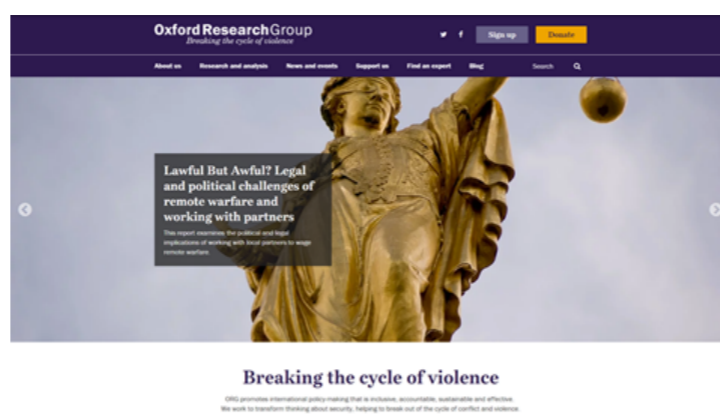 Oxford Research Group
Breaking the cycle of violence
Sign up
Donate
About us Research and analysis News and events Support us Find an expert Blog Search
Lawful But Awful? Legal
and political challenges of
remote warfare and
working with partners
This report examines the political and legal
implications of working with local partners to wage
remote warfare
Breaking the cycle of violence
ORG promotes international policy-making that is inclusive, accountable, sustainable and effective.
We work to transform thinking about security, helping to break out of the cycle of conflict and violence.